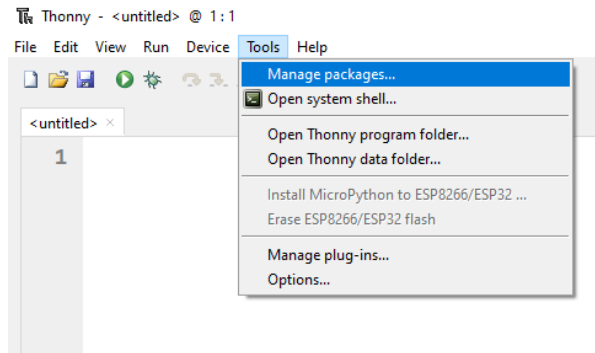 Thonny - <untitled> @ 1:1
File Edit View Run Device Tools Help
Manage packages...
Open system shell...
<untitled> ×
Open Thonny program folder...
1
Open Thonny data folder...
Install MicroPython to ESP8266/ESP32 ...
Erase ESP8266/ESP32 flash
Manage plug-ins...
Options...